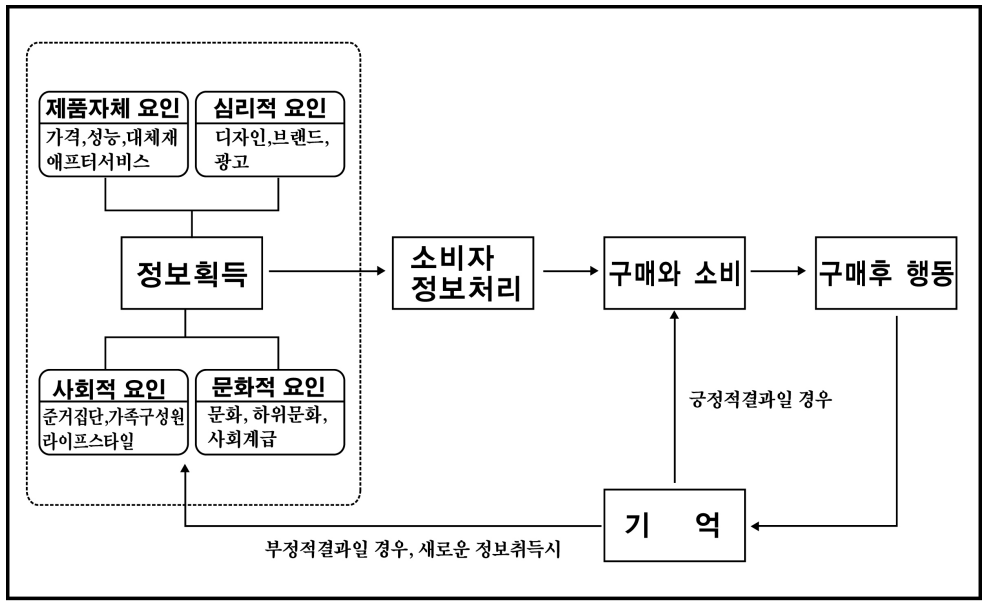 제품자체 요인
가격,성능,대체재
애프터서비스
심리적 요인
디자인,브랜드,
광고
정보획득
소비자
정보처리
구매와 소비
구매후 행동
사회적 요인
준거집단,가족구성원
라이프스타일
문화적 요인
문화, 하위문화,
사회계급
긍정적결과일 경우
기 억
부정적결과일 경우, 새로운 정보취득시